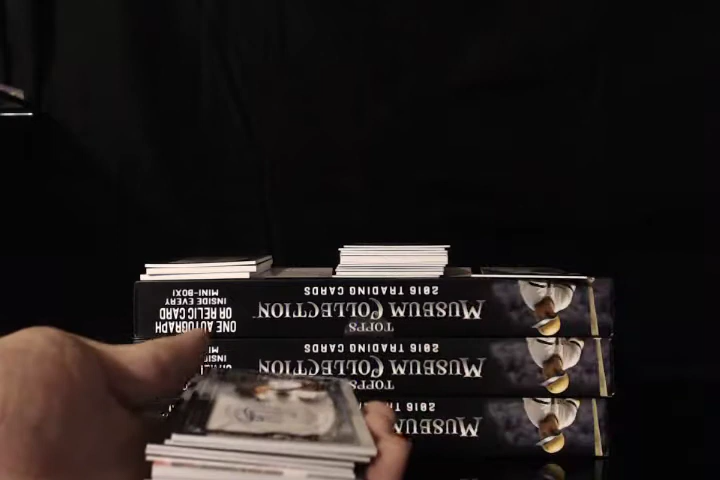 ONE AUTOGRAPH
OR RELIC CARD
INSIDE EVERY
MINI-BOX!
TOPPS
MUSEUM COLLECTION
2016 TRADING CARDS
TOPPS
MUSEUM COLLECTION
2016 TRADING CARDS
MUSEUM
2016